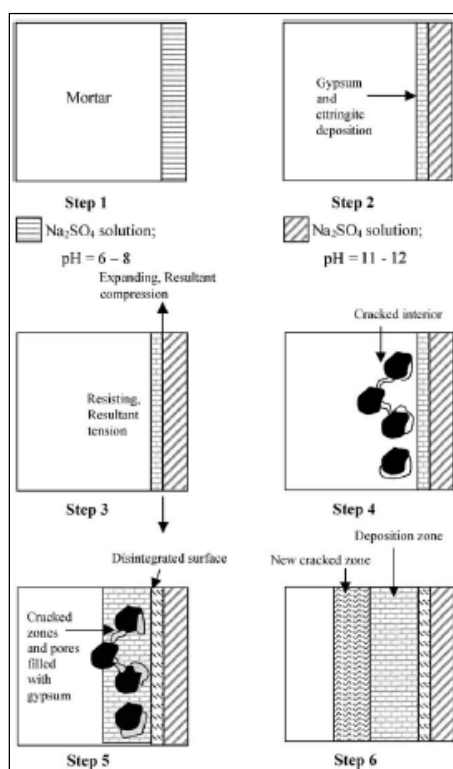 Mortar
Gypsum
and
ettringite
deposition
Step 1
Step 2
Na₂SO₄ solution;
pH = 6 – 8
Na₂SO₄ solution;
pH = 11 - 12
Expanding, Resultant
compression
Resisting,
Resultant
tension
Cracked interior
Step 3
Step 4
Disintegrated surface
Cracked
zones
and pores
filled
with
gypsum
Deposition zone
New cracked zone
Step 5
Step 6